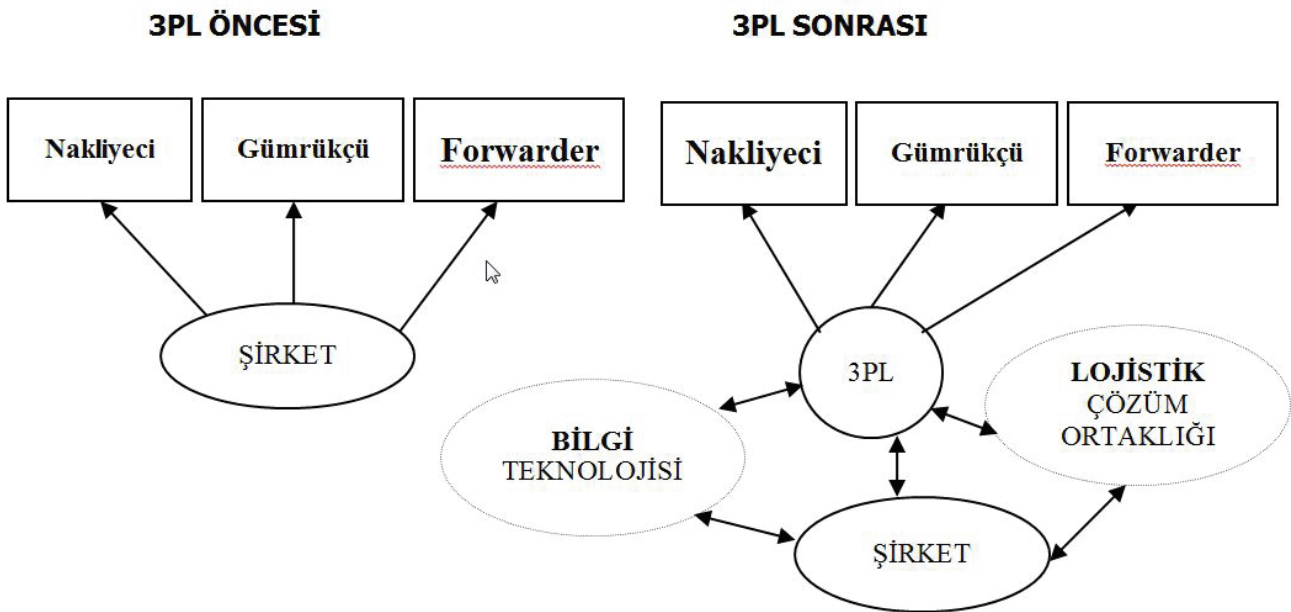 3PL ÖNCESİ
3PL SONRASI
Nakliyeci
Gümrükçü
Forwarder
ŞİRKET
Nakliyeci
Gümrükçü
Forwarder
3PL
LOJİSTİK
ÇÖZÜM
ORTAKLIĞI
BİLGİ
TEKNOLOJİSİ
ŞİRKET